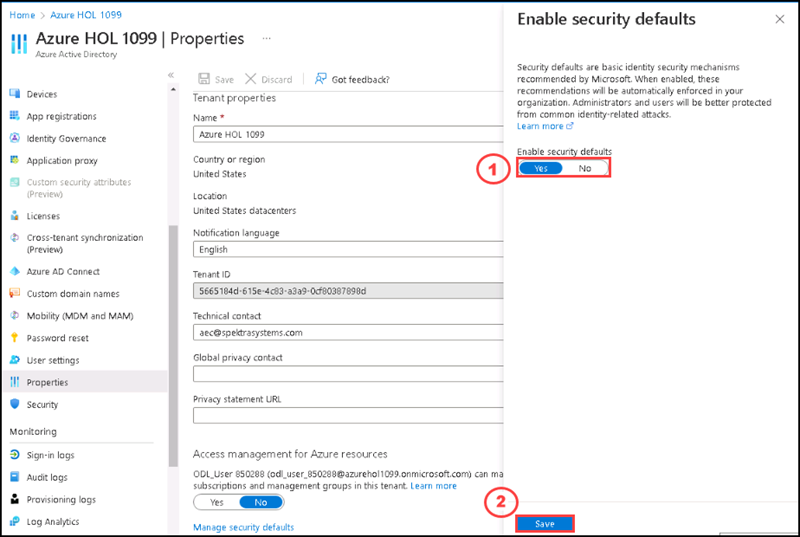 Home > Azure HOL 1099
Azure HOL 1099 | Properties ...
Azure Active Directory
«
Devices
App registrations
Identity Governance
Application proxy
Custom security attributes
(Preview)
Licenses
Cross-tenant synchronization
(Preview)
Azure AD Connect
Custom domain names
Mobility (MDM and MAM)
Password reset
User settings
Properties
Security
Monitoring
Sign-in logs
Audit logs
Provisioning logs
Log Analytics
Save Discard Got feedback?
Tenant properties
Name *
Azure HOL 1099
Country or region
United States
Location
United States datacenters
Notification language
English
Tenant ID
5665184d-615e-4c83-a3a9-0cf80387898d
Technical contact
aec@spektrasystems.com
Global privacy contact
Privacy statement URL
Access management for Azure resources
ODL_User 850288 (odl_user_850288@azurehol1099.onmicrosoft.com) can ma
subscriptions and management groups in this tenant. Learn more
Yes No
Manage security defaults
Enable security defaults
Security defaults are basic identity security mechanisms
recommended by Microsoft. When enabled, these
recommendations will be automatically enforced in your
organization. Administrators and users will be better protected
from common identity-related attacks.
Learn more
Enable security defaults
1
Yes No
2
Save